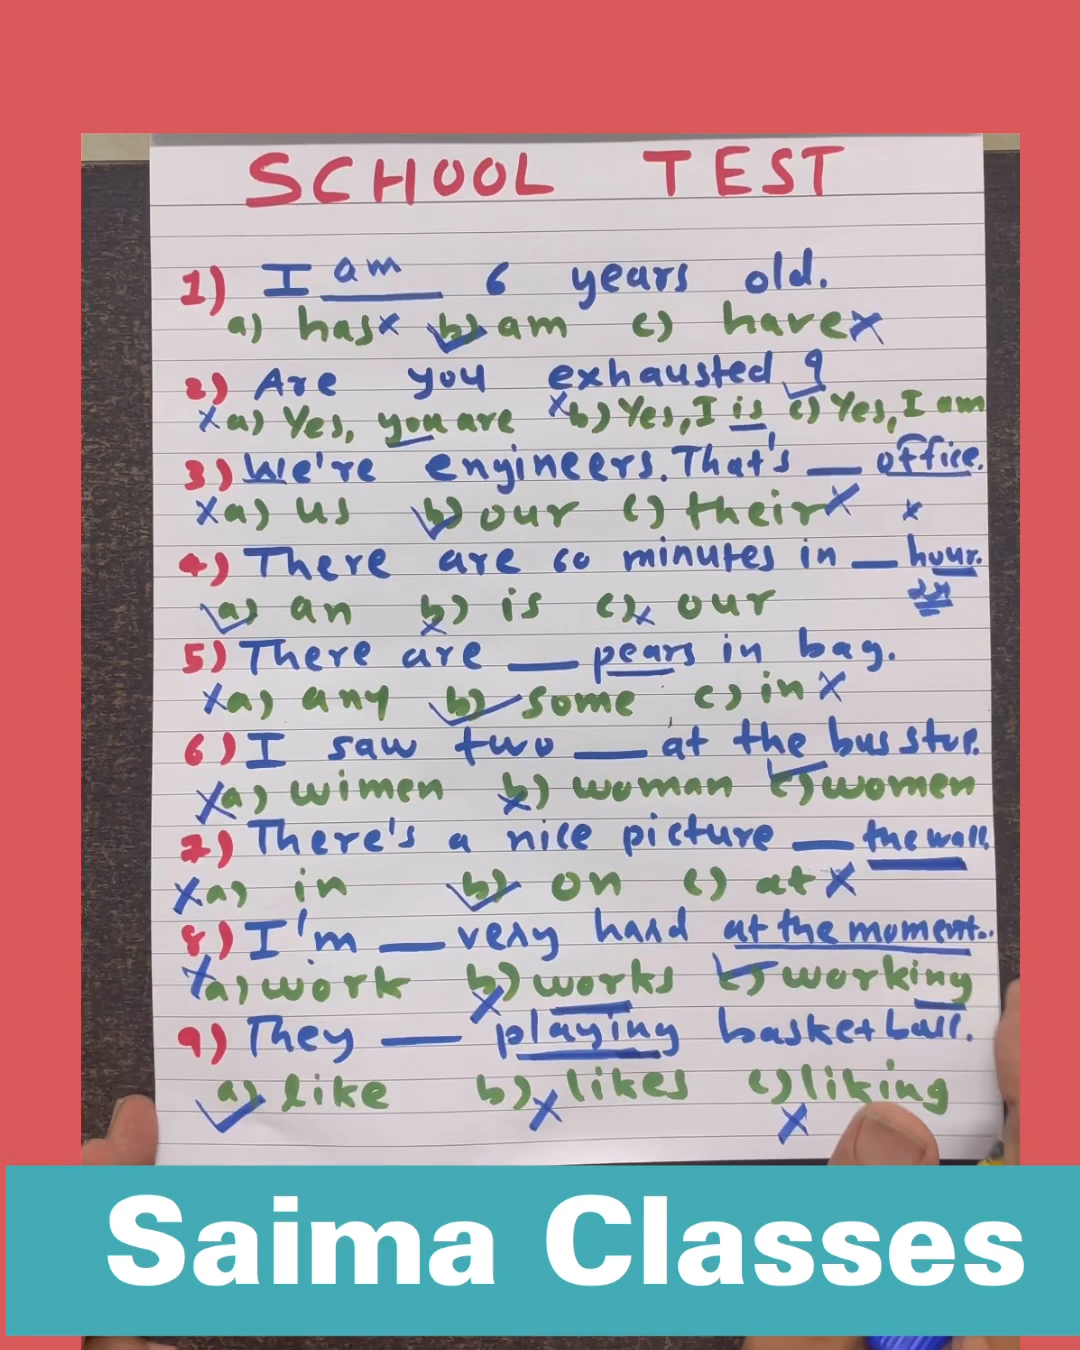 SCHOOL TEST
1) I am 6 years old.
a) has b) am c) have
2) Are you exhausted ?
a) Yes, you are b) Yes, I is c) Yes, I am
3) We're engineers. That's ___ office.
a) us b) our c) their
4) There are 60 minutes in ___ hour.
a) an b) is c) our
5) There are ___ pears in bag.
a) any b) some c) in
6) I saw two ___ at the bus stop.
a) wimen b) woman c) women
7) There's a nice picture ___ the wall.
a) in b) on c) at
8) I'm ___ very hard at the moment..
a) work b) works c) working
9) They ___ playing basketball.
a) like b) likes c) liking
Saima Classes